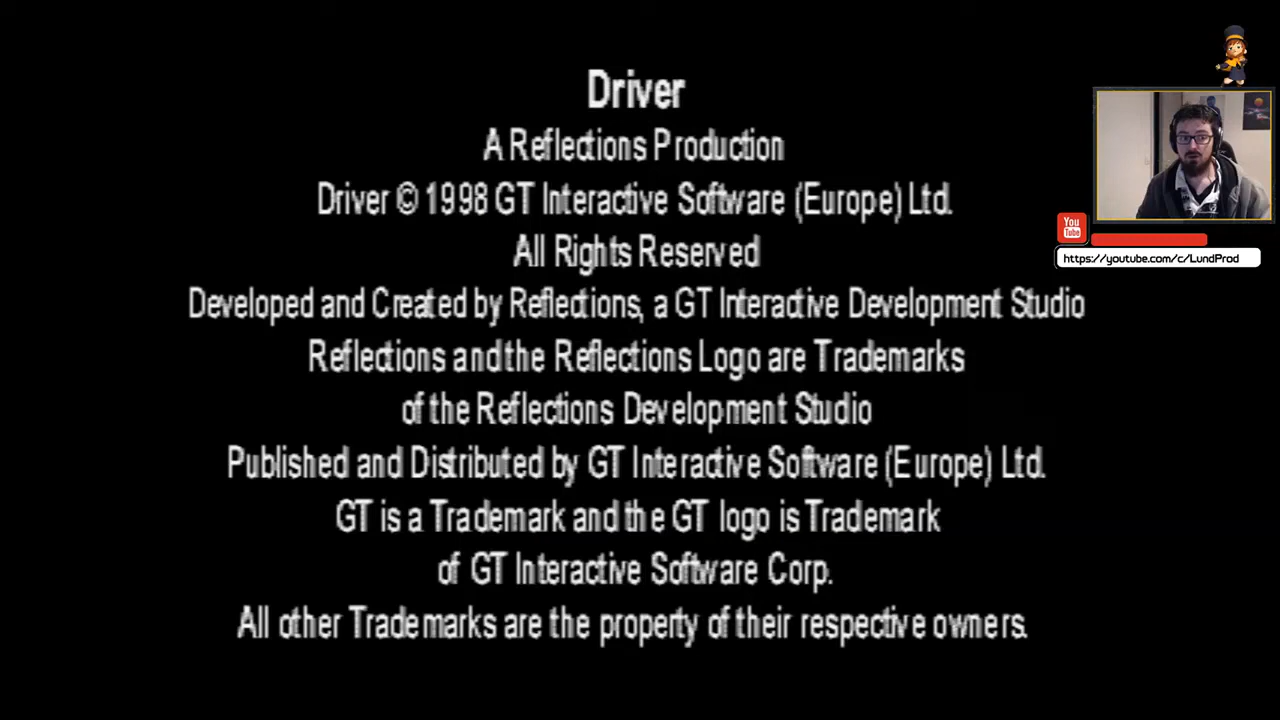 Driver
A Reflections Production
Driver © 1998 GT Interactive Software (Europe) Ltd.
All Rights Reserved
Developed and Created by Reflections, a GT Interactive Development Studio
Reflections and the Reflections Logo are Trademarks
of the Reflections Development Studio
Published and Distributed by GT Interactive Software (Europe) Ltd.
GT is a Trademark and the GT logo is Trademark
of GT Interactive Software Corp.
All other Trademarks are the property of their respective owners.
You
Tube
https://youtube.com/c/LundProd